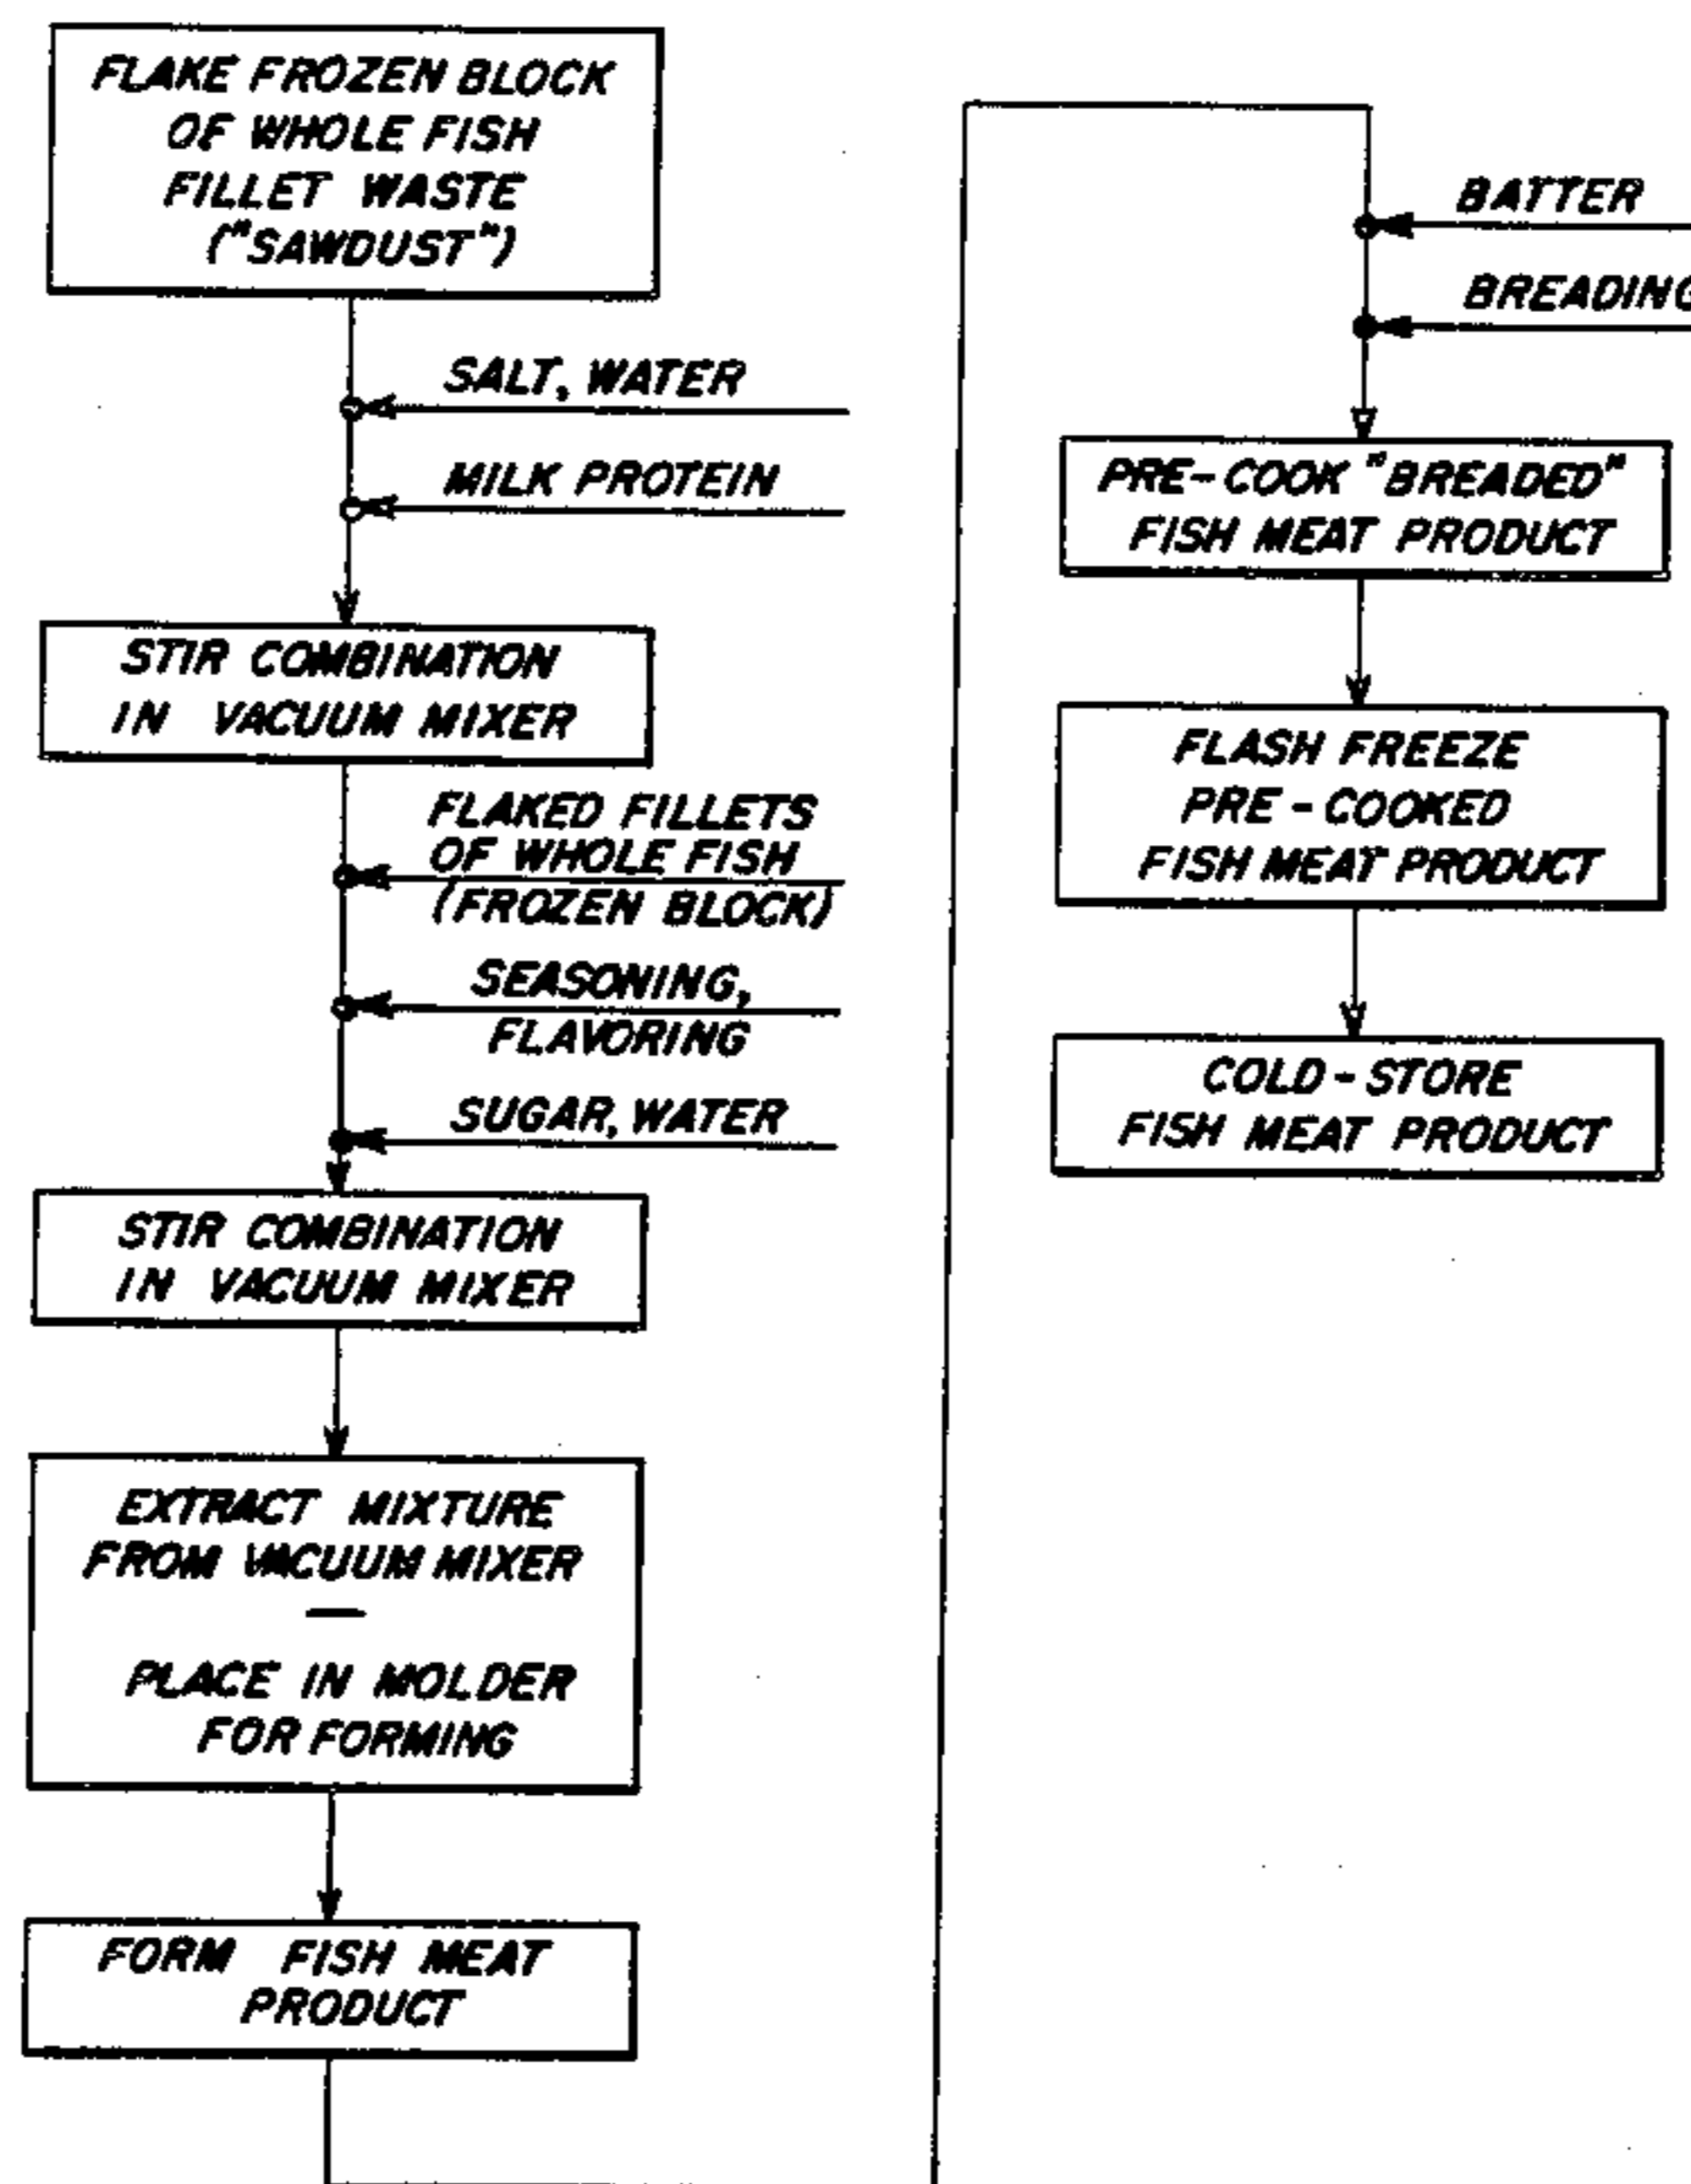 FLAKE FROZEN BLOCK
OF WHOLE FISH
FILLET WASTE
("SAWDUST")
SALT, WATER
MILK PROTEIN
STIR COMBINATION
IN VACUUM MIXER
FLAKED FILLETS
OF WHOLE FISH
(FROZEN BLOCK)
SEASONING,
FLAVORING
SUGAR, WATER
STIR COMBINATION
IN VACUUM MIXER
EXTRACT MIXTURE
FROM VACUUM MIXER
—
PLACE IN MOLDER
FOR FORMING
FORM FISH MEAT
PRODUCT
BATTER
BREADING
PRE-COOK "BREADED"
FISH MEAT PRODUCT
FLASH FREEZE
PRE-COOKED
FISH MEAT PRODUCT
COLD-STORE
FISH MEAT PRODUCT